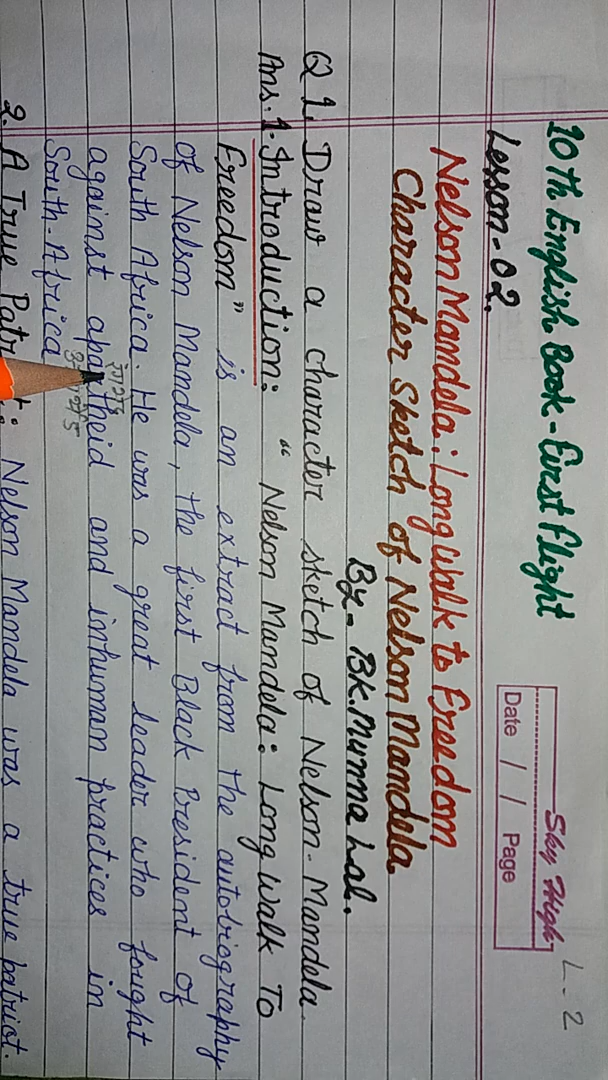 Sky High
L-2
Date / / Page
10th English Book - First Flight
Lesson-02.
Nelson Mandela: Long Walk to Freedom
Character Sketch of Nelson Mandela.
By- BK. Munna Lal.
Q 1. Draw a character sketch of Nelson-Mandela.
Ans. 1. Introduction: "Nelson Mandela: Long Walk To
Freedom" is an extract from the autobiography
of Nelson Mandela, the first Black President of
South Africa. He was a great leader who fought
against apartheid and inhuman practices in
South-Africa
2. A True Patr : Nelson Mandela was a true patriot.